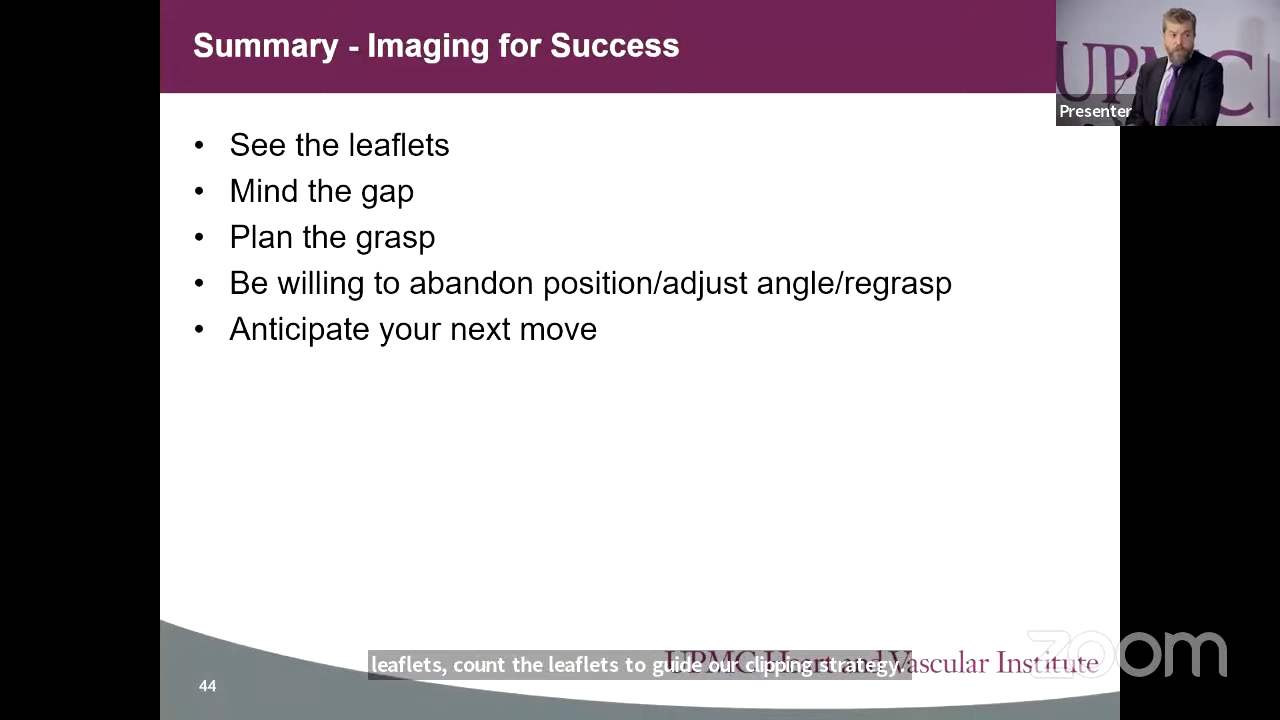 Summary - Imaging for Success
UPMC
Presenter
• See the leaflets
• Mind the gap
• Plan the grasp
• Be willing to abandon position/adjust angle/regrasp
• Anticipate your next move
leaflets, count the leaflets to guide our clipping strategy.
UPMC Heart and Vascular Institute
zoom
44